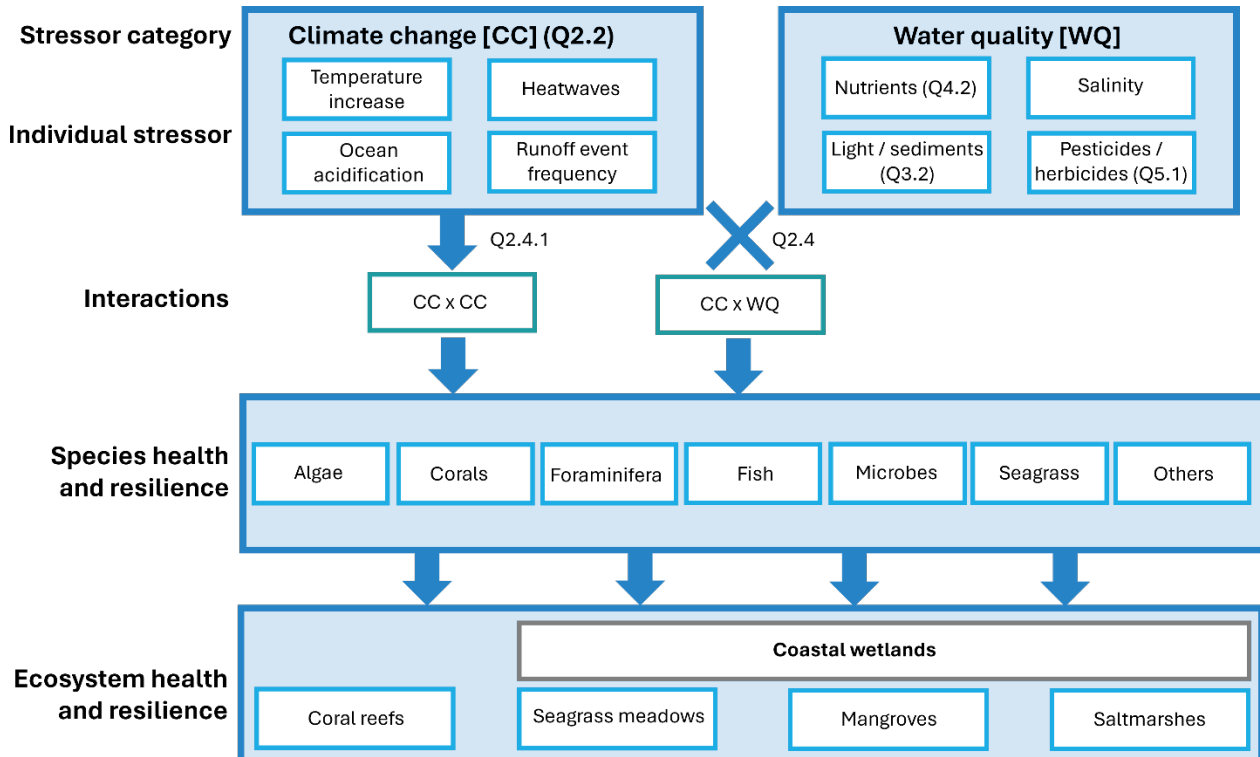 Stressor category
Climate change [CC] (Q2.2)
Water quality [WQ]
Individual stressor
Temperature
increase
Heatwaves
Nutrients (Q4.2)
Salinity
Ocean
acidification
Runoff event
frequency
Light / sediments
(Q3.2)
Pesticides /
herbicides (Q5.1)
Q2.4.1
Q2.4
Interactions
CC x CC
CC x WQ
Species health
and resilience
Algae
Corals
Foraminifera
Fish
Microbes
Seagrass
Others
Ecosystem health
and resilience
Coastal wetlands
Coral reefs
Seagrass meadows
Mangroves
Saltmarshes